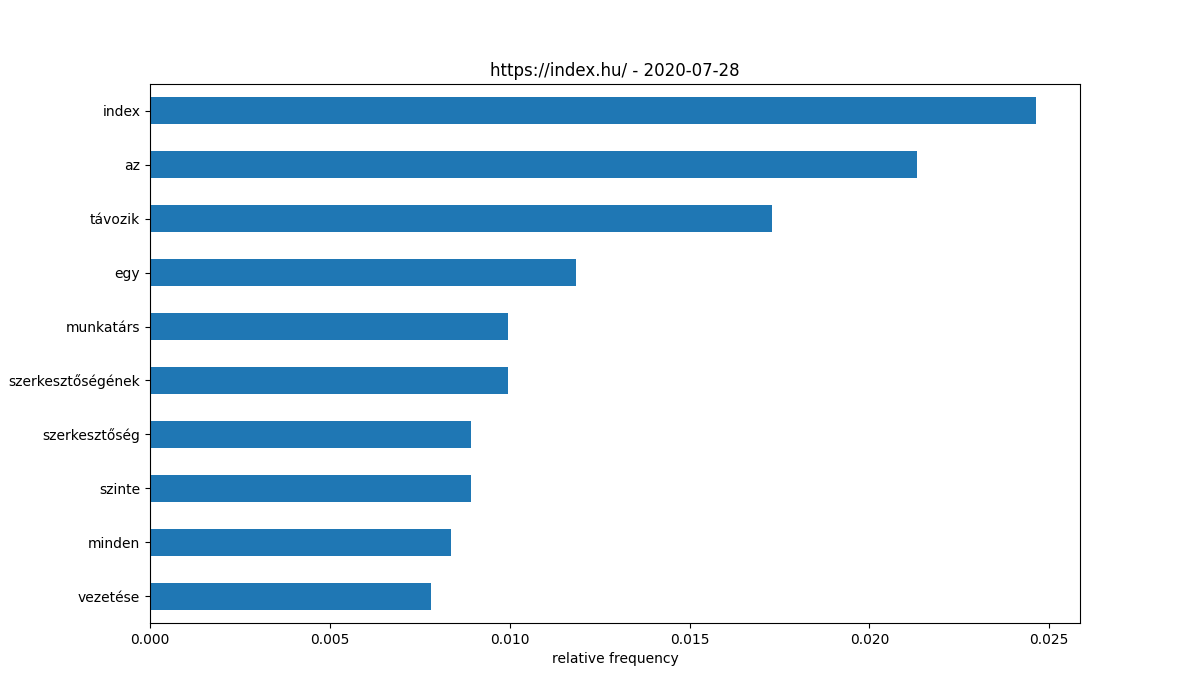 https://index.hu/ - 2020-07-28
index
az
távozik
egy
munkatárs
szerkesztőségének
szerkesztőség
szinte
minden
vezetése
0.000 0.005 0.010 0.015 0.020 0.025
relative frequency